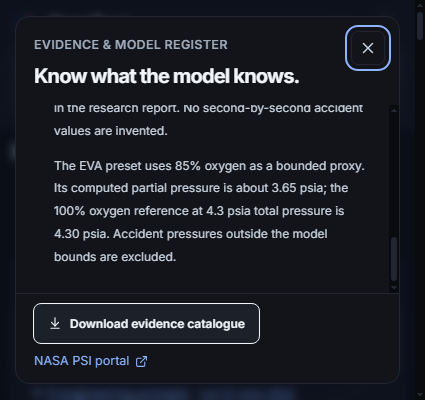 EVIDENCE & MODEL REGISTER
Know what the model knows.
in the research report. No second-by-second accident
values are invented.
The EVA preset uses 85% oxygen as a bounded proxy.
Its computed partial pressure is about 3.65 psia; the
100% oxygen reference at 4.3 psia total pressure is
4.30 psia. Accident pressures outside the model
bounds are excluded.
Download evidence catalogue
NASA PSI portal